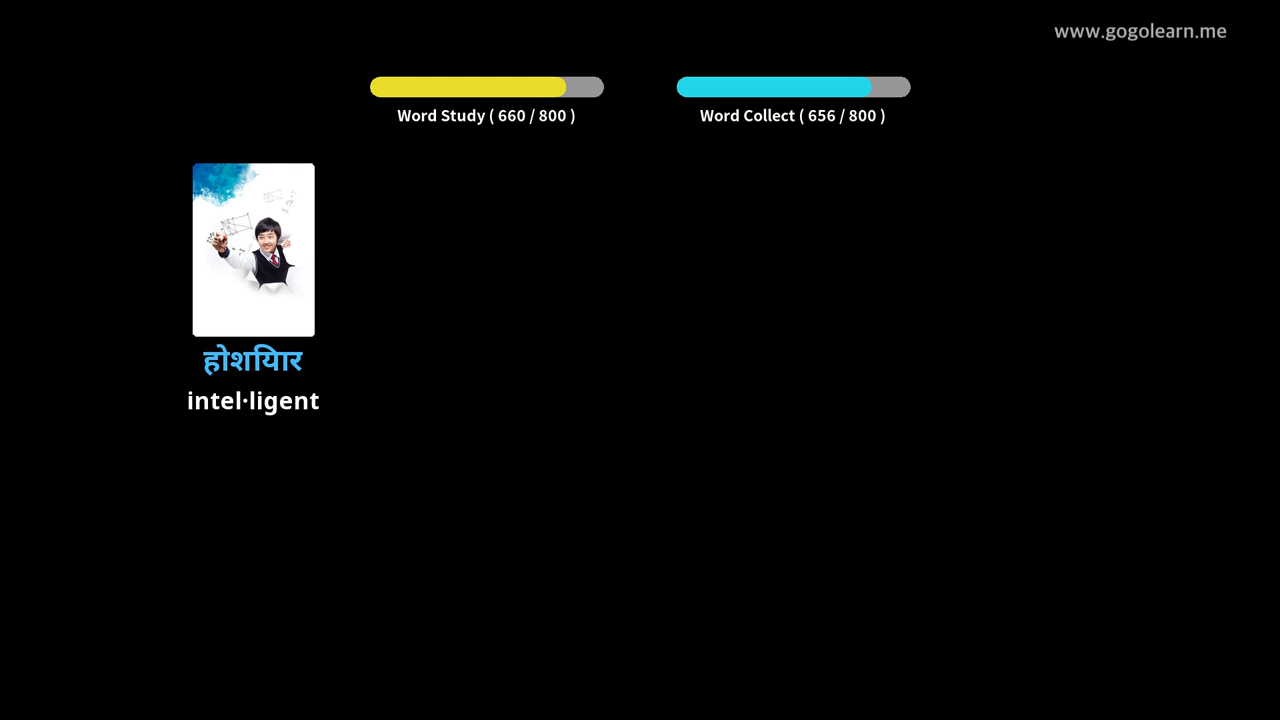 www.gogolearn.me
Word Study ( 660 / 800 )
Word Collect ( 656 / 800 )
होशियार
intel·ligent